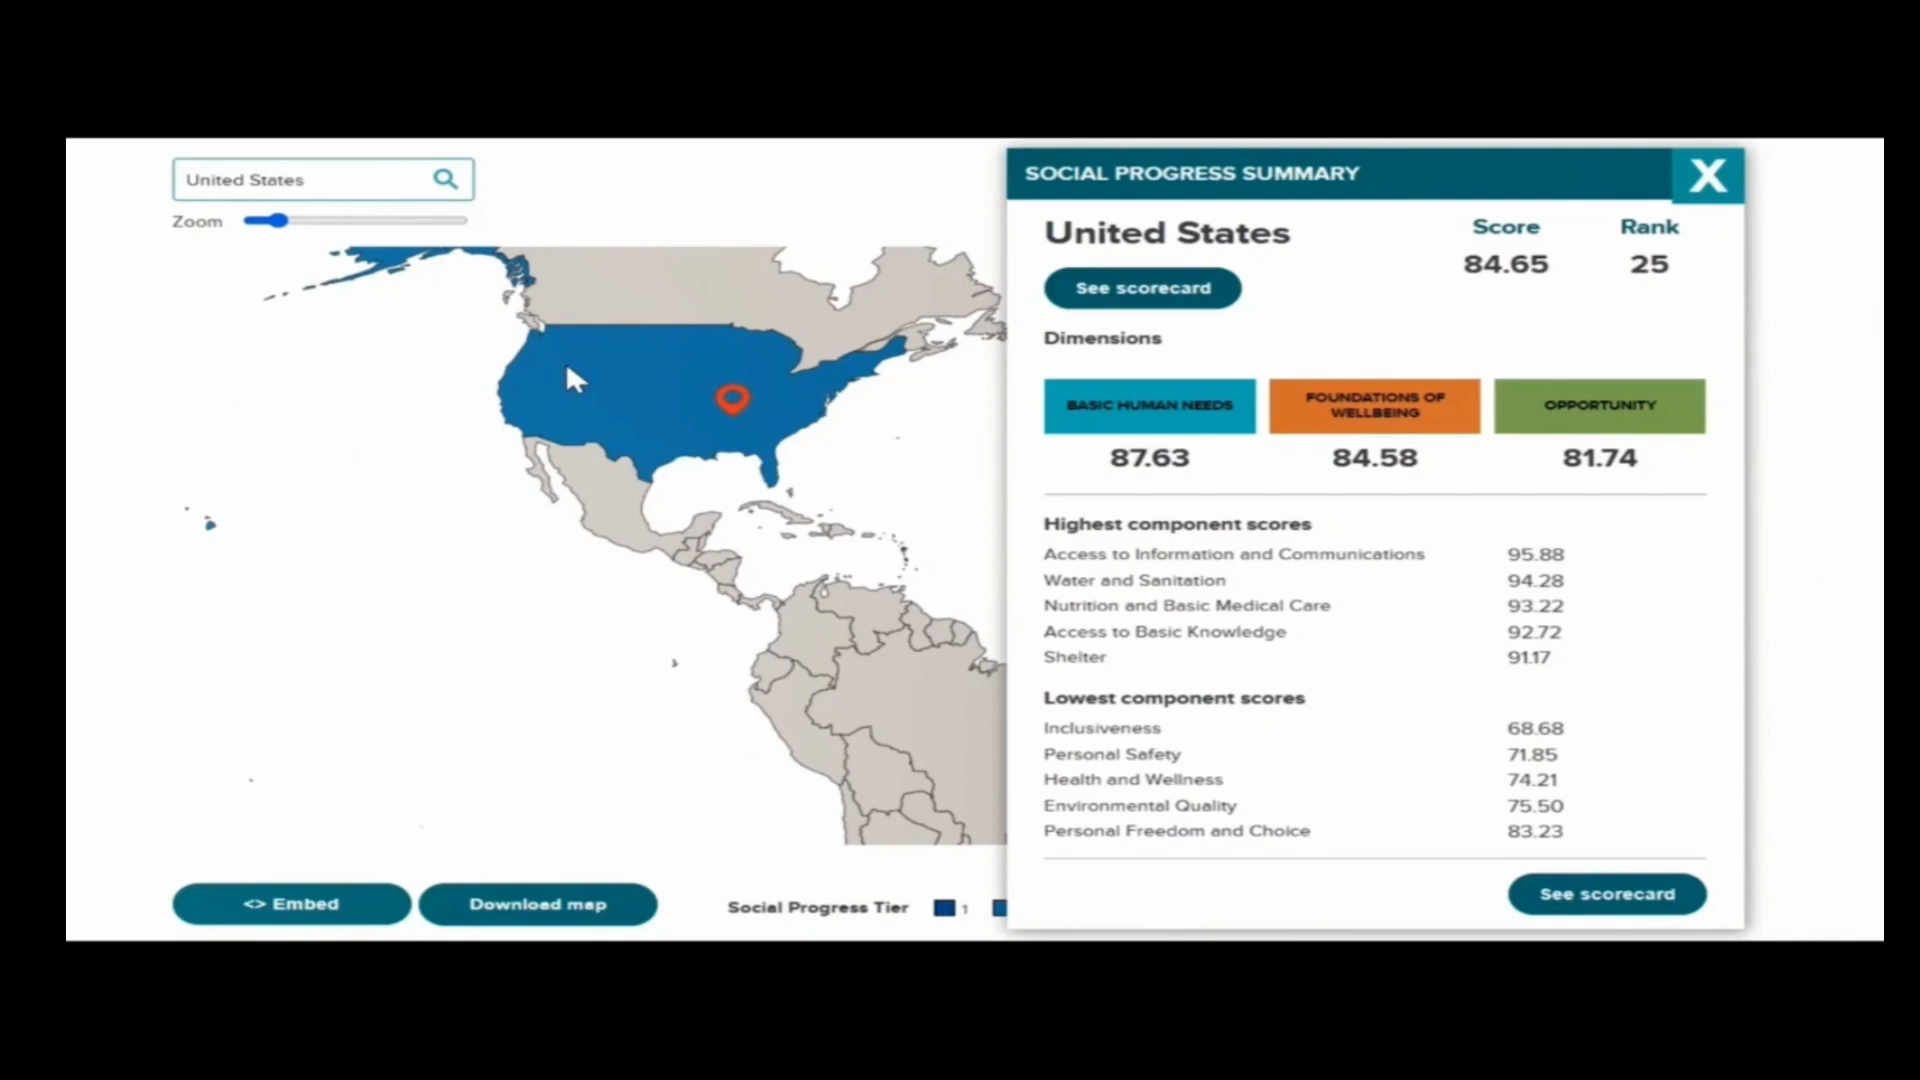 United States
Zoom
SOCIAL PROGRESS SUMMARY
X
United States
Score
Rank
84.65
25
See scorecard
Dimensions
BASIC HUMAN NEEDS
FOUNDATIONS OF
WELLBEING
OPPORTUNITY
87.63
84.58
81.74
Highest component scores
Access to Information and Communications 95.88
Water and Sanitation 94.28
Nutrition and Basic Medical Care 93.22
Access to Basic Knowledge 92.72
Shelter 91.17
Lowest component scores
Inclusiveness 68.68
Personal Safety 71.85
Health and Wellness 74.21
Environmental Quality 75.50
Personal Freedom and Choice 83.23
See scorecard
<> Embed
Download map
Social Progress Tier 1